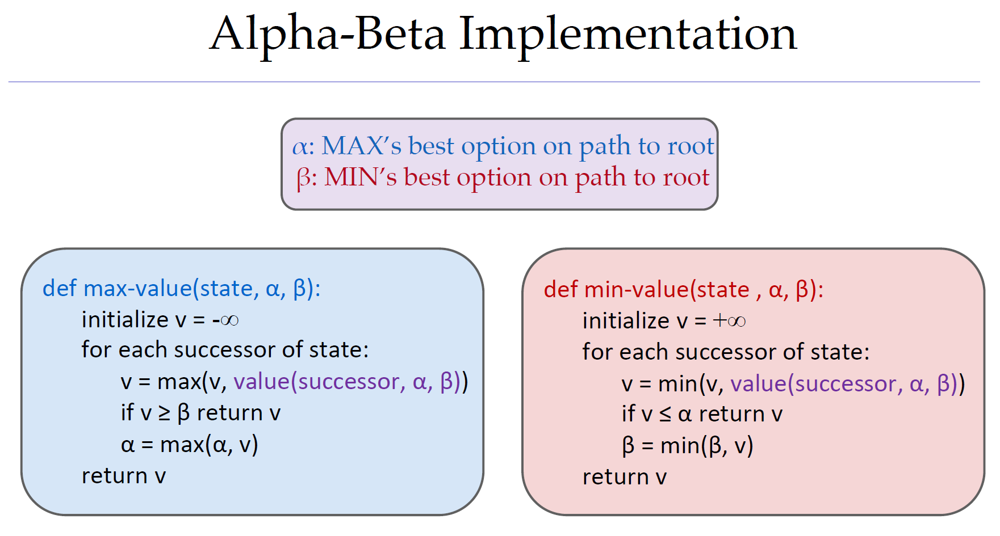 Alpha-Beta Implementation
α: MAX’s best option on path to root
β: MIN’s best option on path to root
def max-value(state, α, β):
initialize v = -∞
for each successor of state:
v = max(v, value(successor, α, β))
if v ≥ β return v
α = max(α, v)
return v
def min-value(state , α, β):
initialize v = +∞
for each successor of state:
v = min(v, value(successor, α, β))
if v ≤ α return v
β = min(β, v)
return v